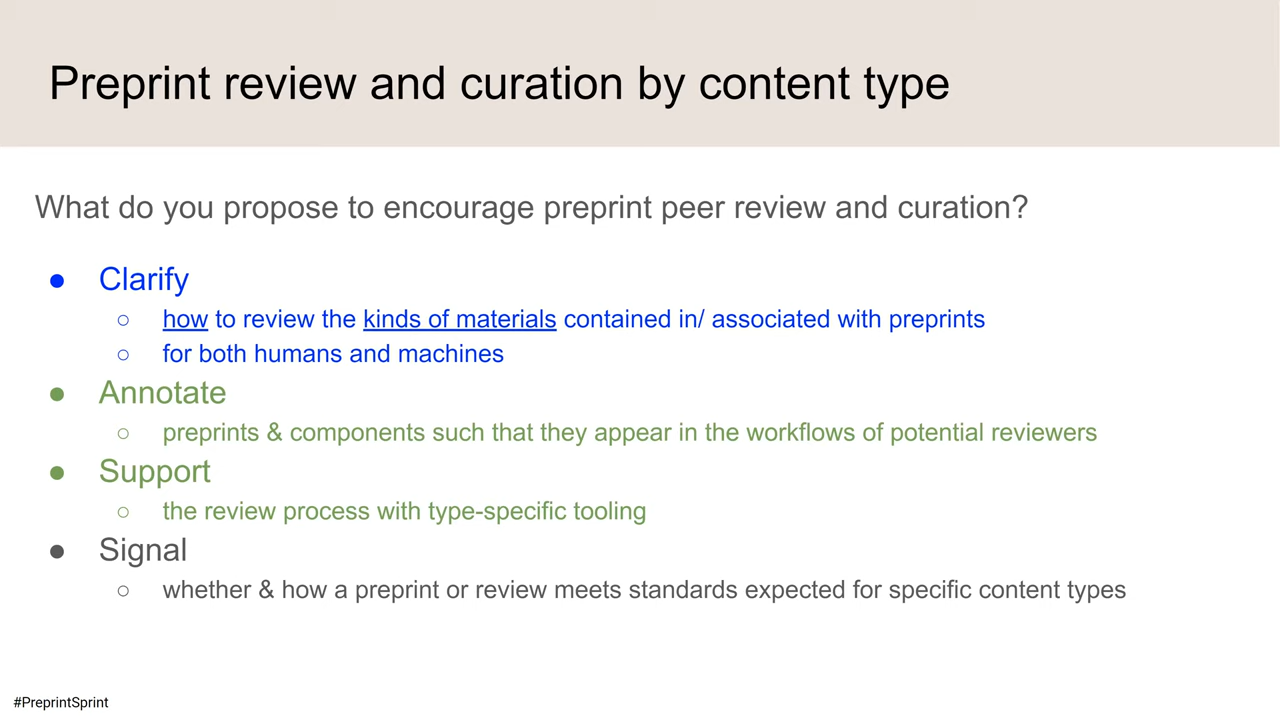 Preprint review and curation by content type
What do you propose to encourage preprint peer review and curation?
● Clarify
○ how to review the kinds of materials contained in/ associated with preprints
○ for both humans and machines
● Annotate
○ preprints & components such that they appear in the workflows of potential reviewers
● Support
○ the review process with type-specific tooling
● Signal
○ whether & how a preprint or review meets standards expected for specific content types
#PreprintSprint